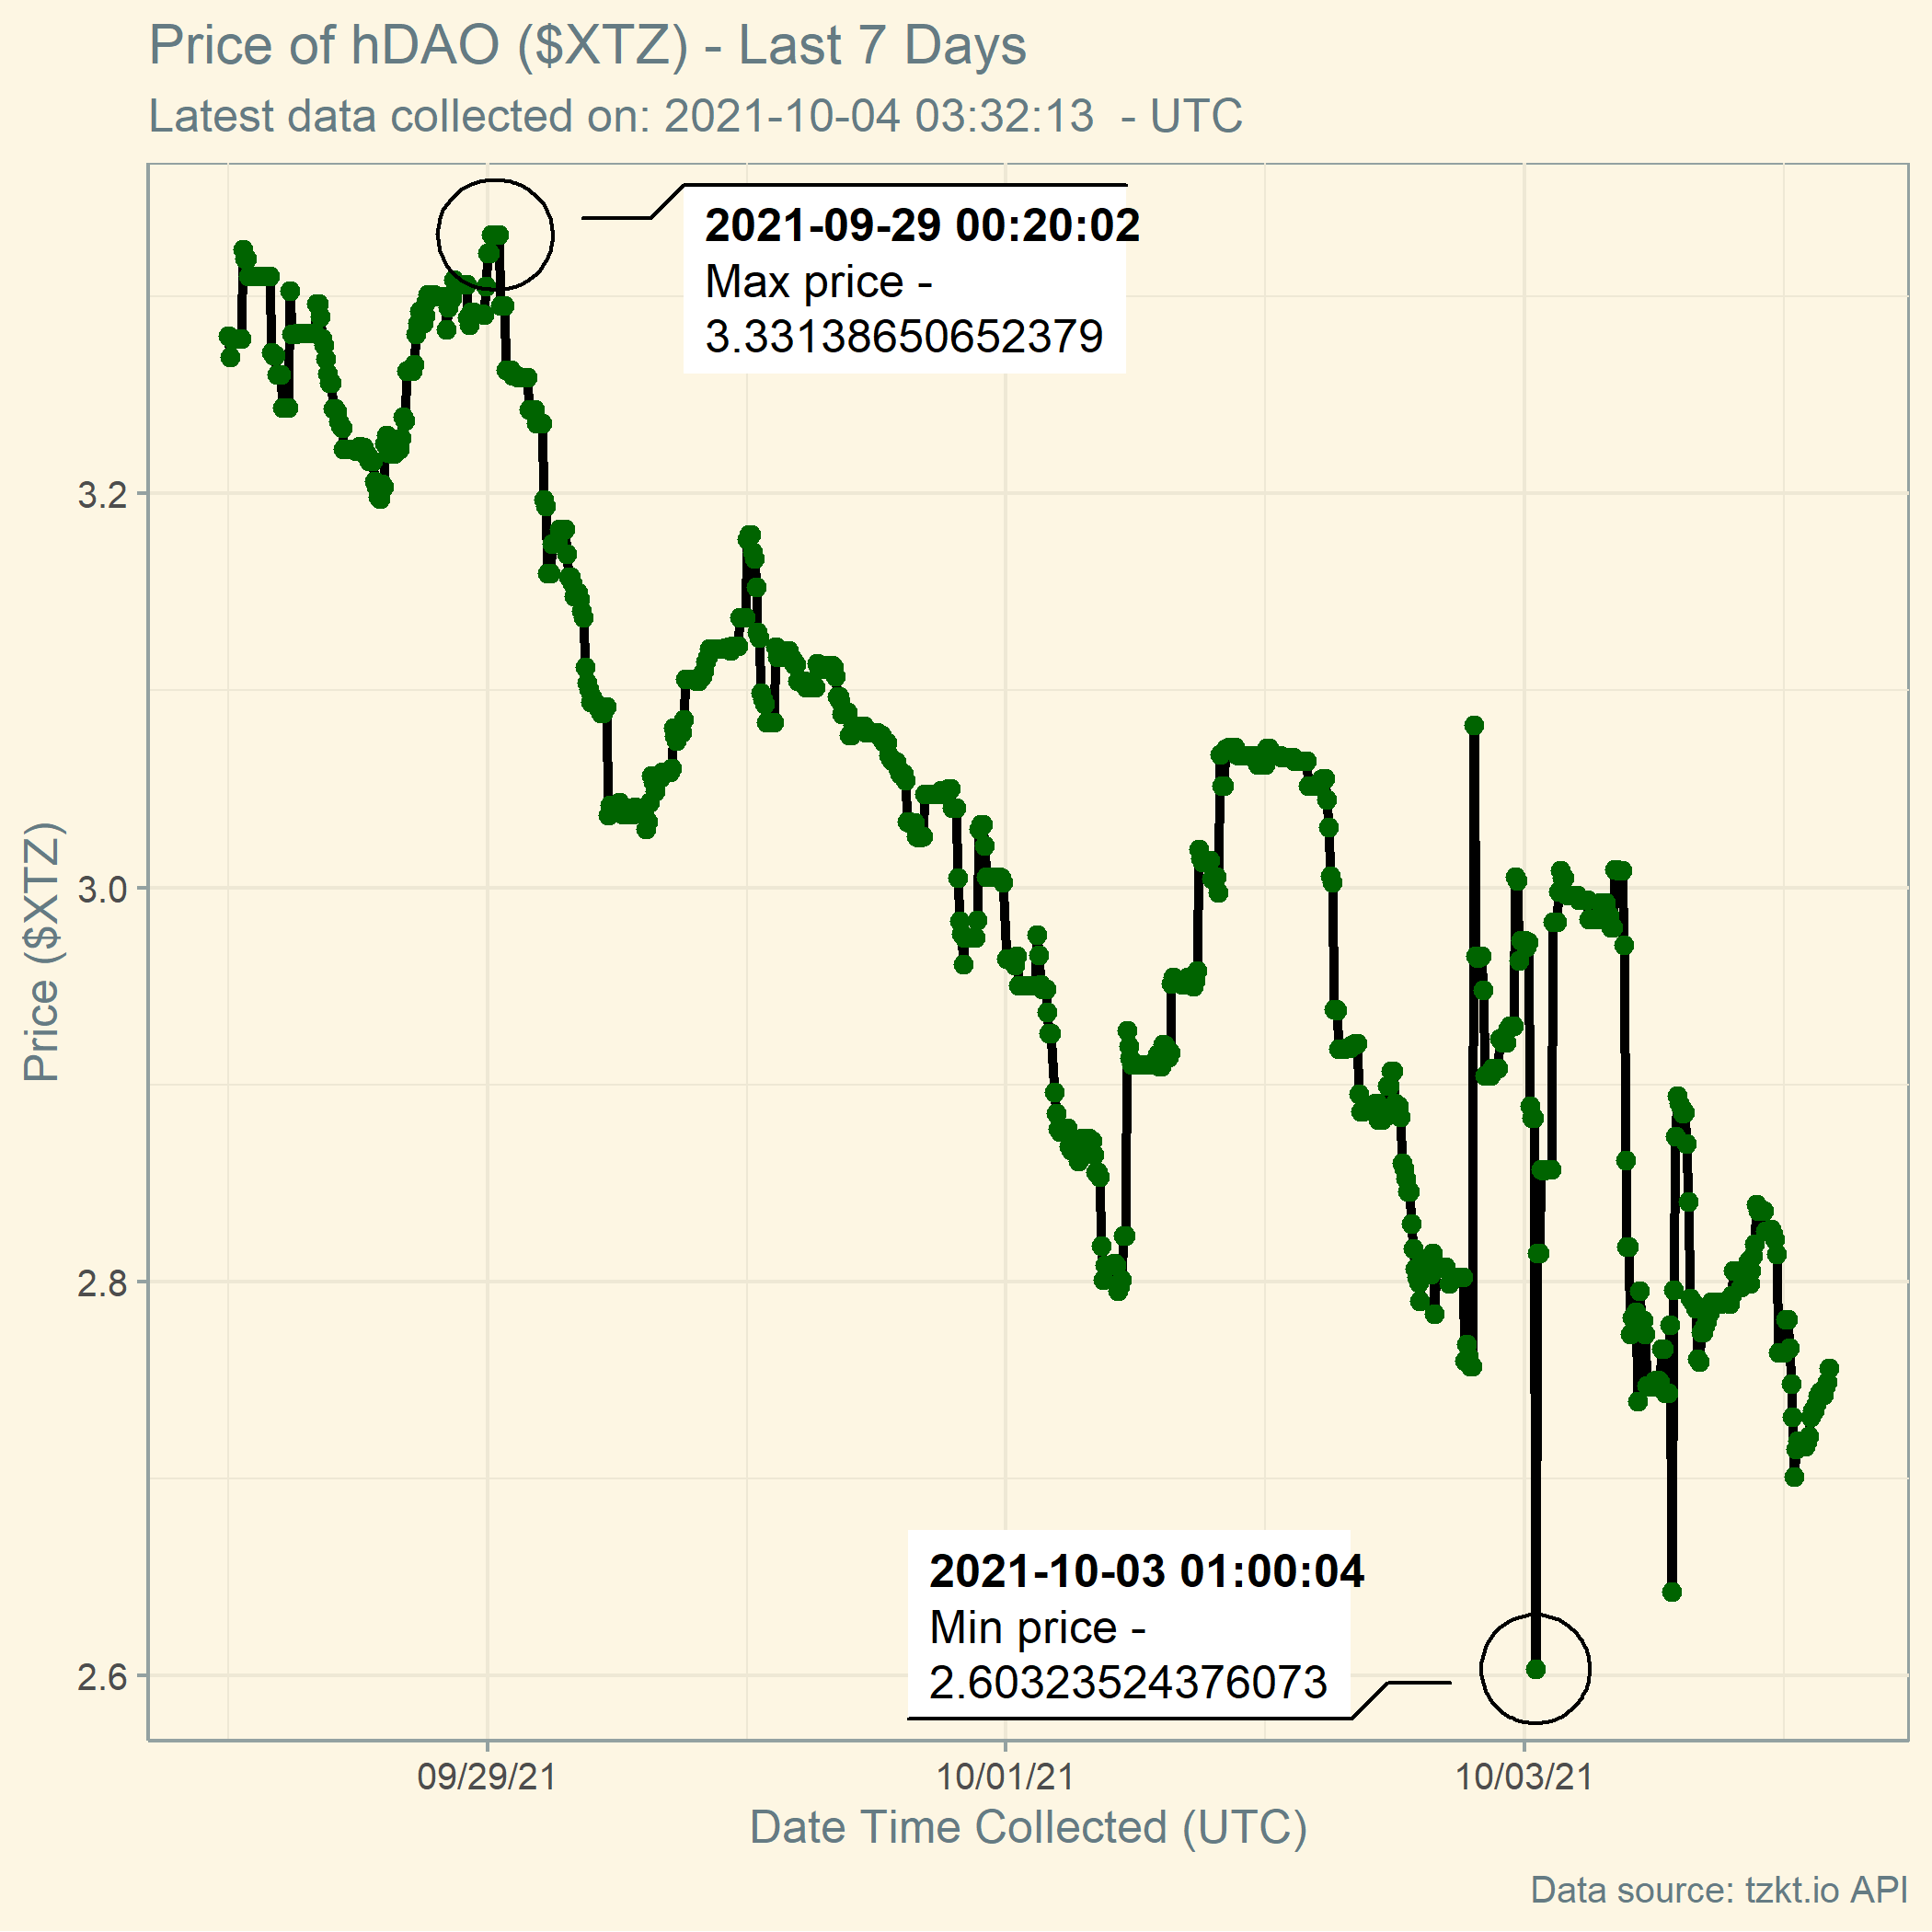 Price of hDAO ($XTZ) - Last 7 Days
Latest data collected on: 2021-10-04 03:32:13  - UTC
2021-09-29 00:20:02
Max price -
3.33138650652379
3.2
3.0
2.8
2.6
Price ($XTZ)
2021-10-03 01:00:04
Min price -
2.60323524376073
09/29/21
10/01/21
10/03/21
Date Time Collected (UTC)
Data source: tzkt.io API